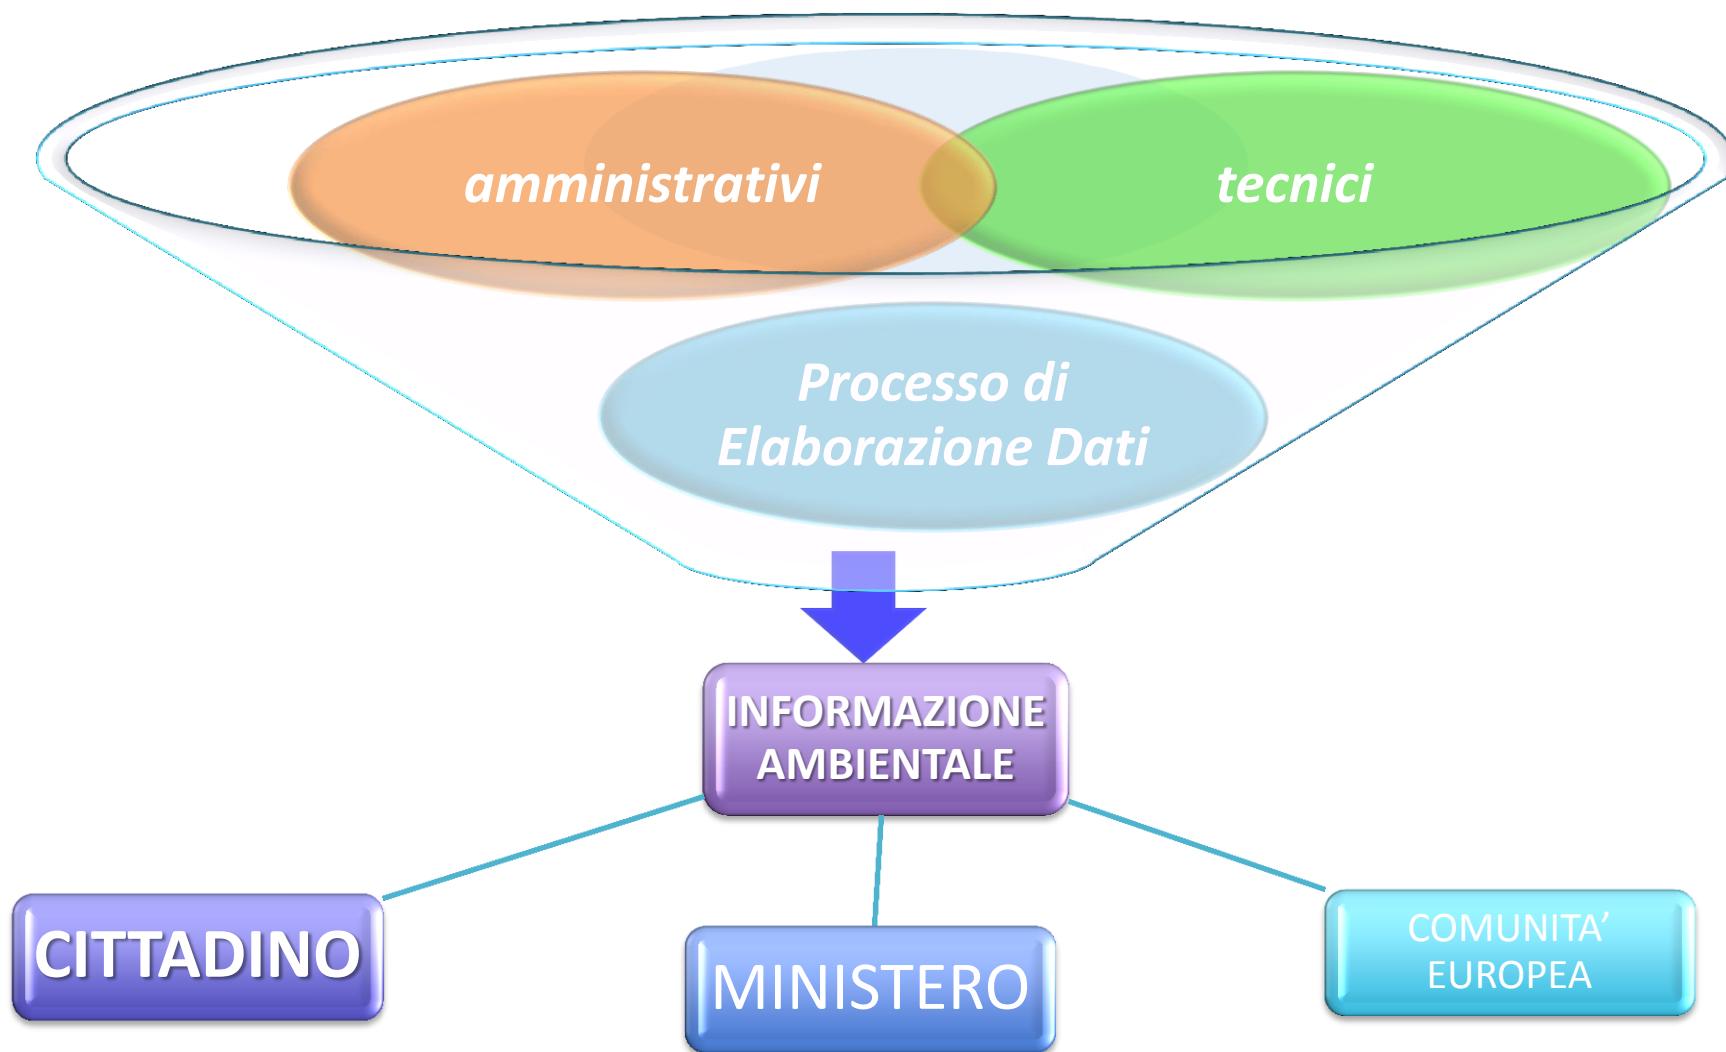 amministrativi
tecnici
Processo di
Elaborazione Dati
INFORMAZIONE
AMBIENTALE
CITTADINO
MINISTERO
COMUNITA’
EUROPEA